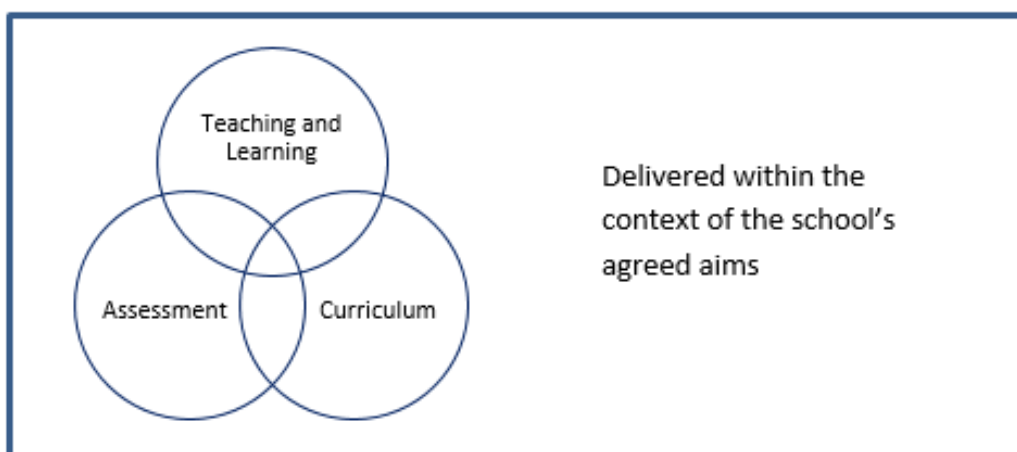 Teaching and
Learning
Assessment
Curriculum
Delivered within the
context of the school’s
agreed aims